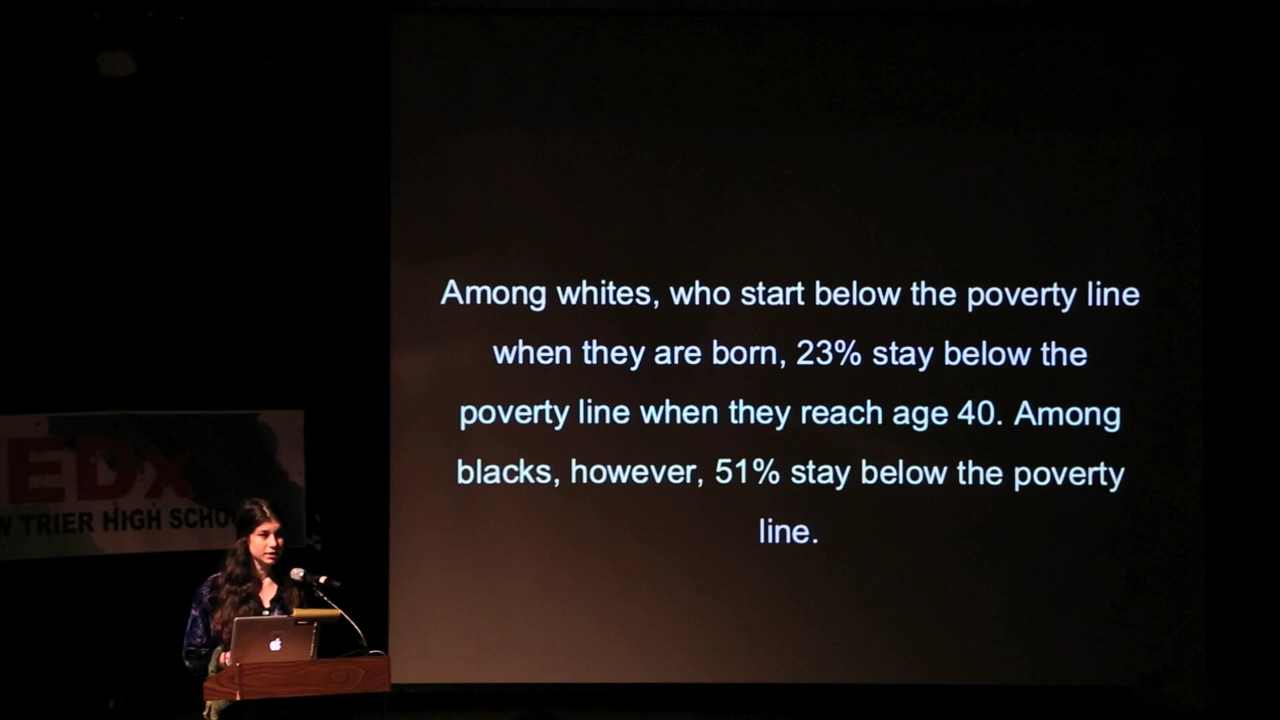 Among whites, who start below the poverty line
when they are born, 23% stay below the
poverty line when they reach age 40. Among
blacks, however, 51% stay below the poverty
line.
EDx
TRIER HIGH SCHO